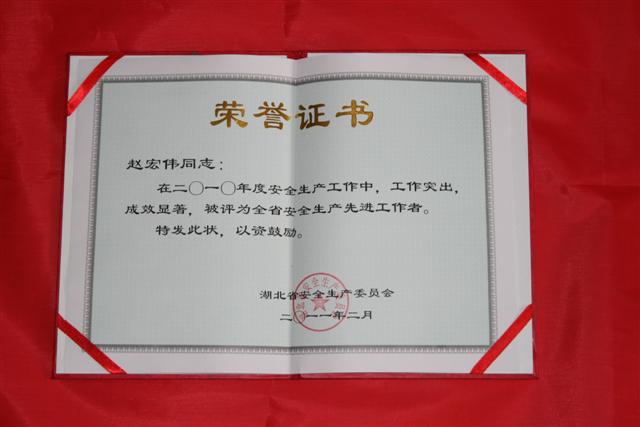 荣誉证书
赵宏伟同志：
在二〇一〇年度安全生产工作中，工作突出，
成效显著，被评为全省安全生产先进工作者。
特发此状，以资鼓励。
湖北省安全生产委员会
二〇一一年二月